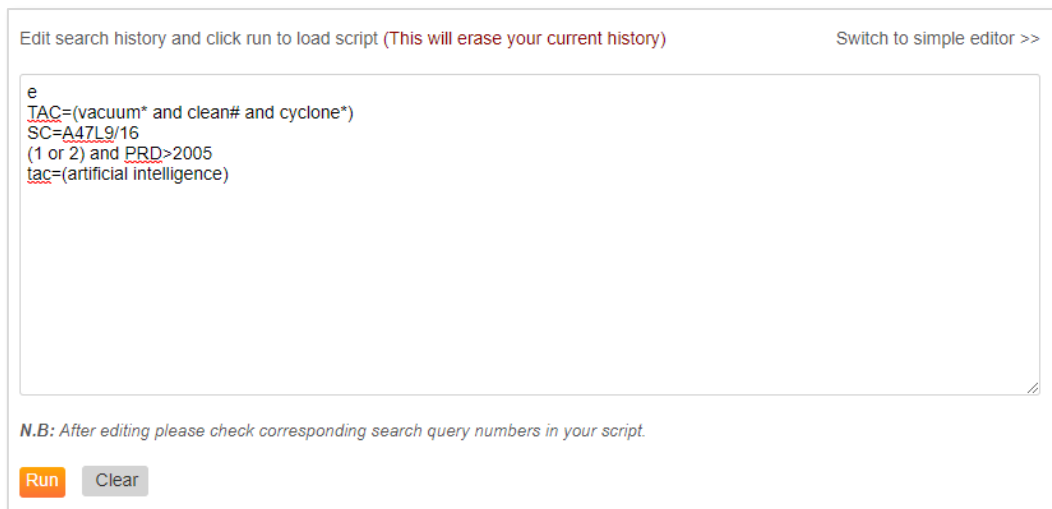 Edit search history and click run to load script (This will erase your current history) Switch to simple editor >>
e
TAC=(vacuum* and clean# and cyclone*)
SC=A47L9/16
(1 or 2) and PRD>2005
tac=(artificial intelligence)
N.B: After editing please check corresponding search query numbers in your script.
Run Clear